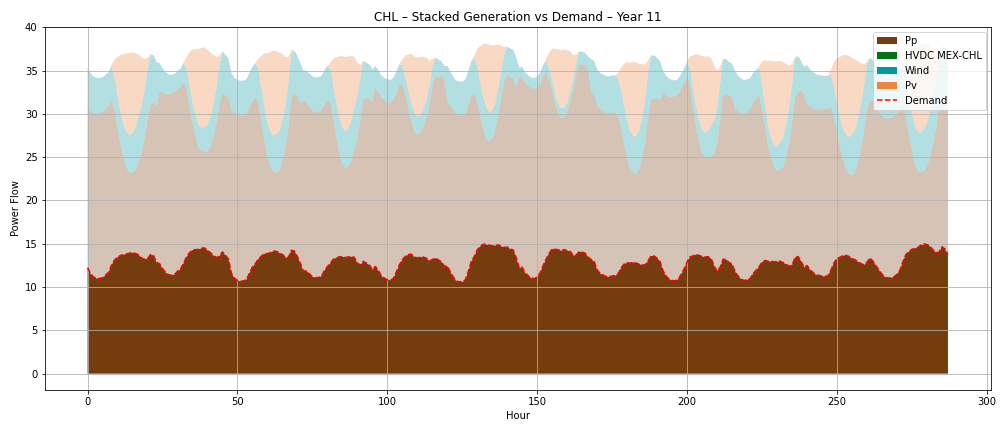 CHL – Stacked Generation vs Demand – Year 11
Power Flow
40
35
30
25
20
15
10
5
0
Pp
HVDC MEX-CHL
Wind
Pv
Demand
0 50 100 150 200 250 300
Hour